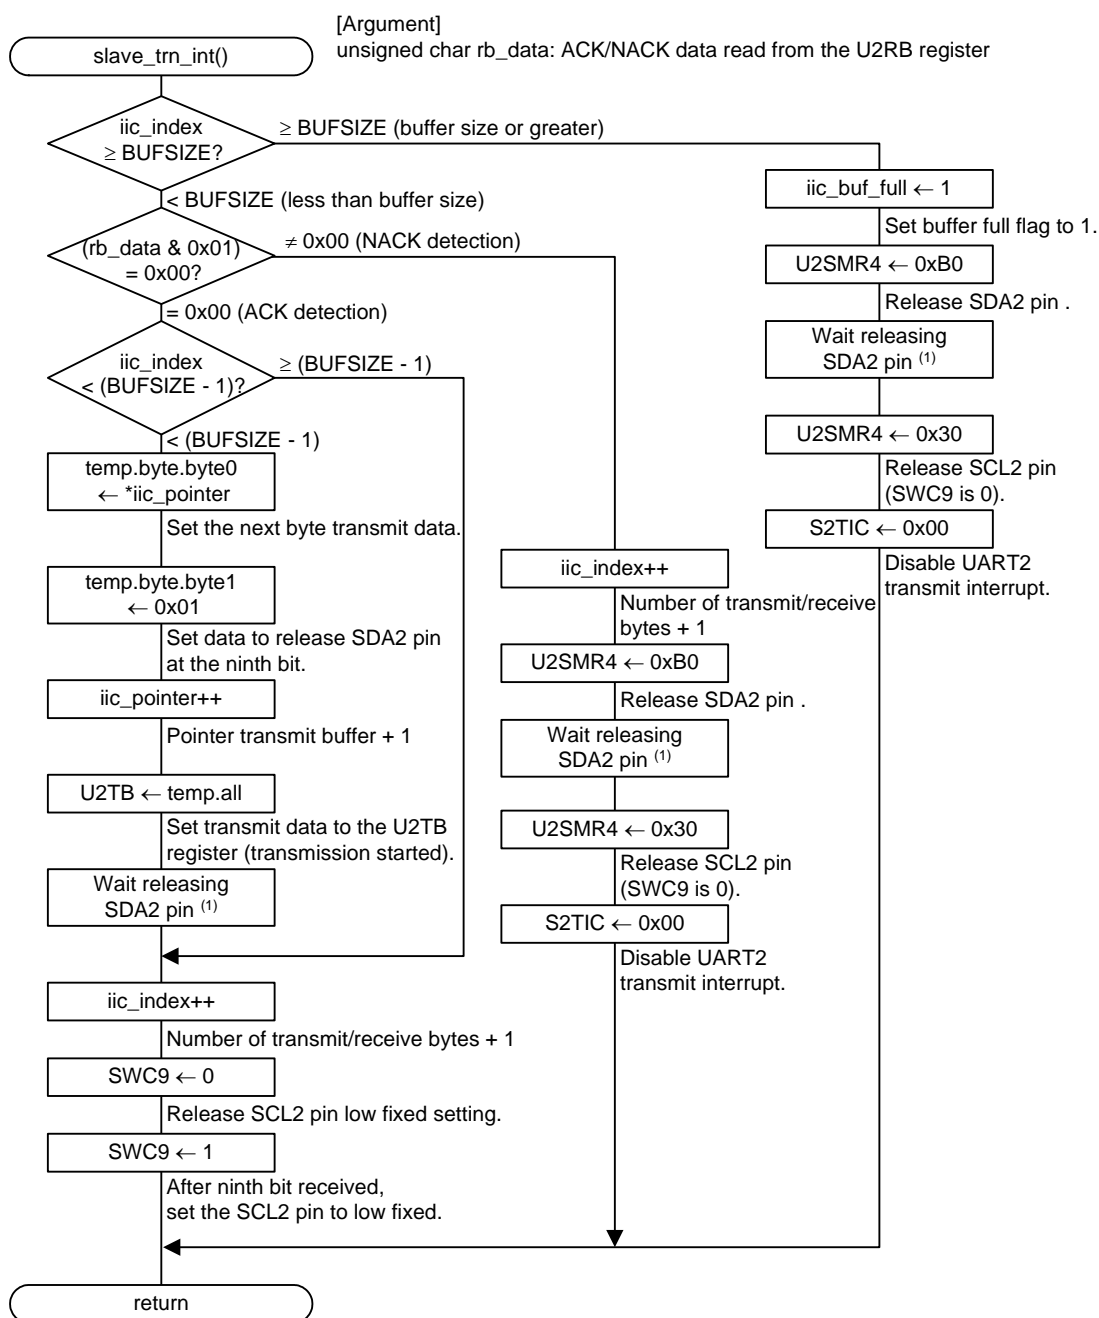 [Argument]
unsigned char rb_data: ACK/NACK data read from the U2RB register
slave_trn_int()
iic_index
≥ BUFSIZE?
≥ BUFSIZE (buffer size or greater)
< BUFSIZE (less than buffer size)
(rb_data & 0x01)
= 0x00?
≠ 0x00 (NACK detection)
= 0x00 (ACK detection)
iic_index
< (BUFSIZE - 1)?
≥ (BUFSIZE - 1)
< (BUFSIZE - 1)
temp.byte.byte0
← *iic_pointer
Set the next byte transmit data.
temp.byte.byte1
← 0x01
Set data to release SDA2 pin
at the ninth bit.
iic_pointer++
Pointer transmit buffer + 1
U2TB ← temp.all
Set transmit data to the U2TB
register (transmission started).
Wait releasing
SDA2 pin (1)
iic_index++
Number of transmit/receive bytes + 1
SWC9 ← 0
Release SCL2 pin low fixed setting.
SWC9 ← 1
After ninth bit received,
set the SCL2 pin to low fixed.
return
iic_index++
Number of transmit/receive
bytes + 1
U2SMR4 ← 0xB0
Release SDA2 pin .
Wait releasing
SDA2 pin (1)
U2SMR4 ← 0x30
Release SCL2 pin
(SWC9 is 0).
S2TIC ← 0x00
Disable UART2
transmit interrupt.
iic_buf_full ← 1
Set buffer full flag to 1.
U2SMR4 ← 0xB0
Release SDA2 pin .
Wait releasing
SDA2 pin (1)
U2SMR4 ← 0x30
Release SCL2 pin
(SWC9 is 0).
S2TIC ← 0x00
Disable UART2
transmit interrupt.